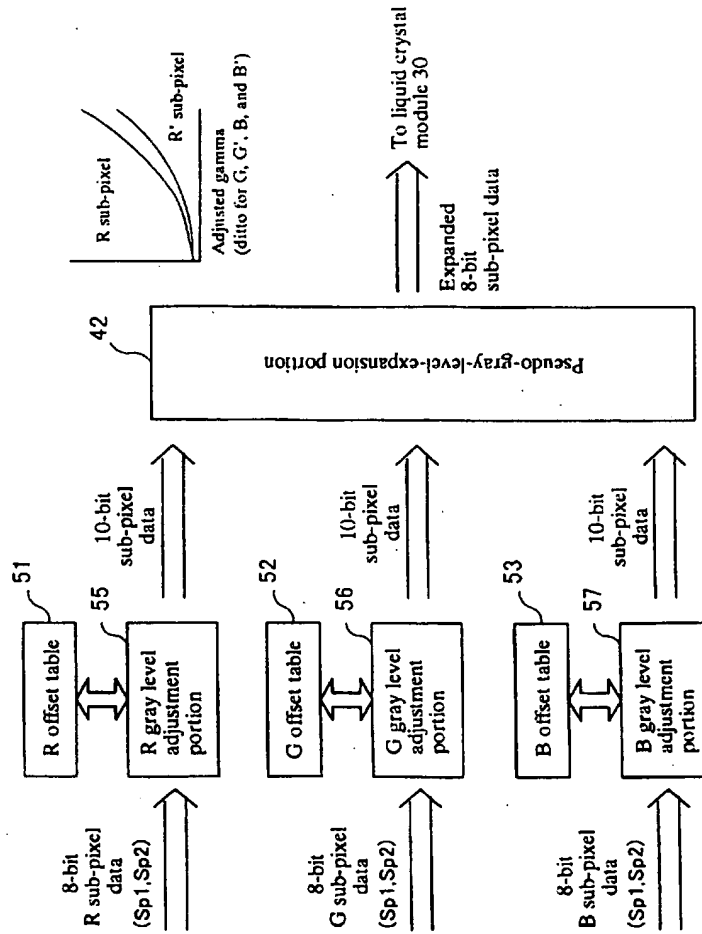 8-bit
R sub-pixel
data
(Sp1,Sp2)
R offset table
51
R gray level
adjustment
portion
55
10-bit
sub-pixel
data
8-bit
G sub-pixel
data
(Sp1,Sp2)
G offset table
52
G gray level
adjustment
portion
56
10-bit
sub-pixel
data
8-bit
B sub-pixel
data
(Sp1,Sp2)
B offset table
53
B gray level
adjustment
portion
57
10-bit
sub-pixel
data
42
Pseudo-gray-level-expansion portion
Expanded
8-bit
sub-pixel data
To liquid crystal
module 30
R sub-pixel
R' sub-pixel
Adjusted gamma
(ditto for G, G', B, and B')